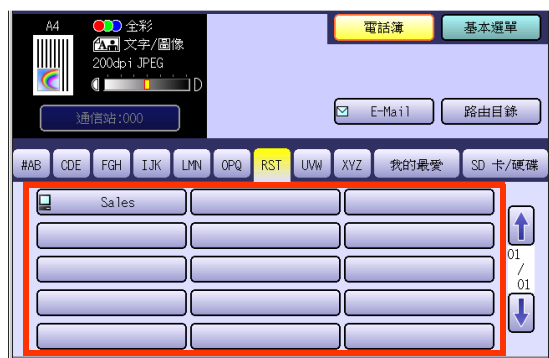 A4 全彩
文字/圖像
200dpi JPEG
D
通信站:000
電話簿 基本選單
E-Mail 路由目錄
#AB CDE FGH IJK LMN OPQ RST UVW XYZ 我的最愛 SD 卡/硬碟
Sales
01
/
01